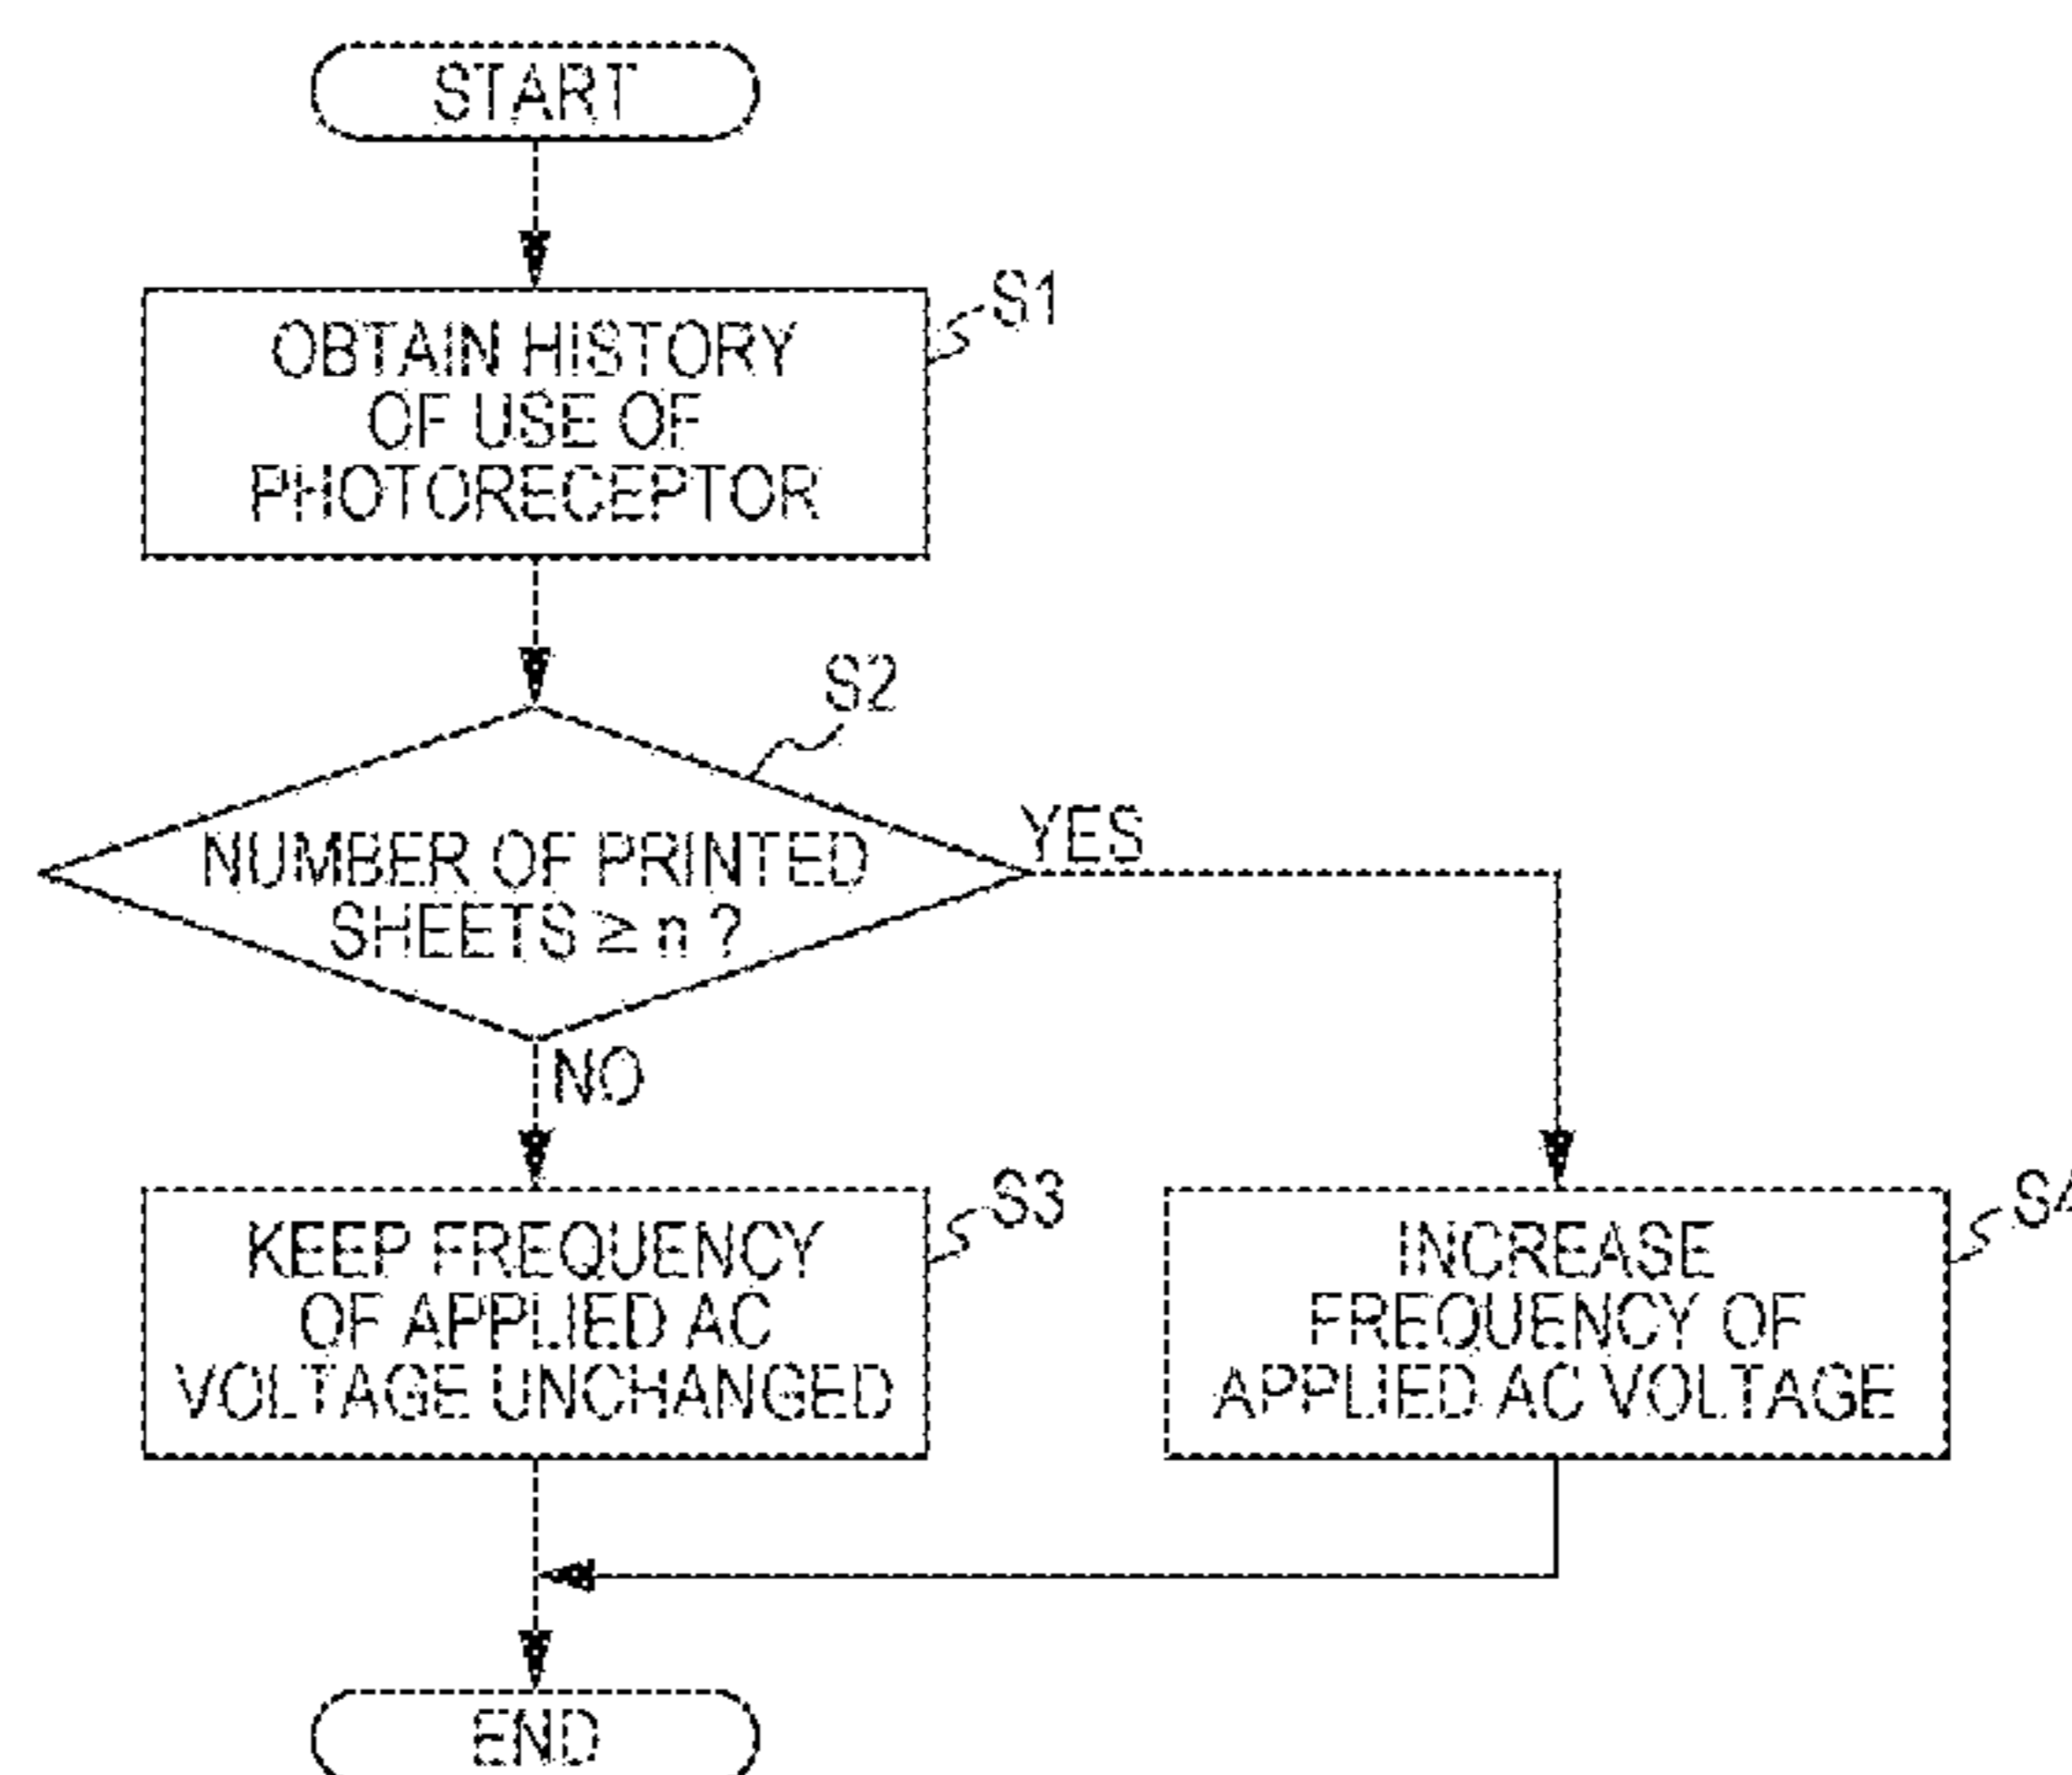 START
OBTAIN HISTORY
OF USE OF
PHOTORECEPTOR
S1
S2
NUMBER OF PRINTED
SHEETS ≥ n ?
YES
NO
KEEP FREQUENCY
OF APPLIED AC
VOLTAGE UNCHANGED
S3
INCREASE
FREQUENCY OF
APPLIED AC VOLTAGE
S4
END